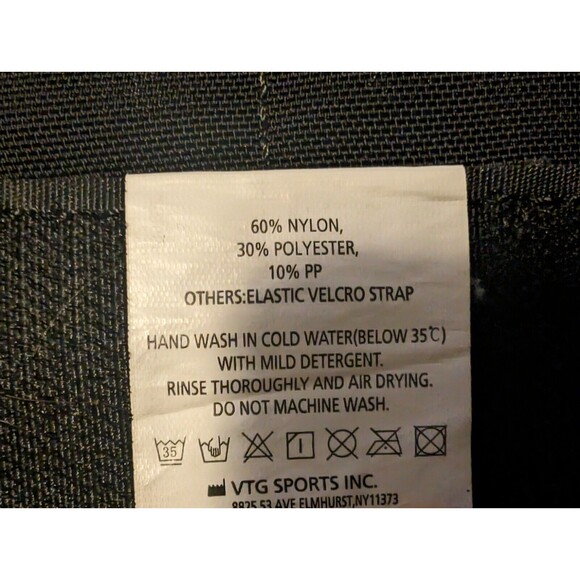 60% NYLON,
30% POLYESTER,
10% PP
OTHERS:ELASTIC VELCRO STRAP
HAND WASH IN COLD WATER(BELOW 35℃)
WITH MILD DETERGENT.
RINSE THOROUGHLY AND AIR DRYING.
DO NOT MACHINE WASH.
35
VTG SPORTS INC.
8825 53 AVE ELMHURST,NY11373